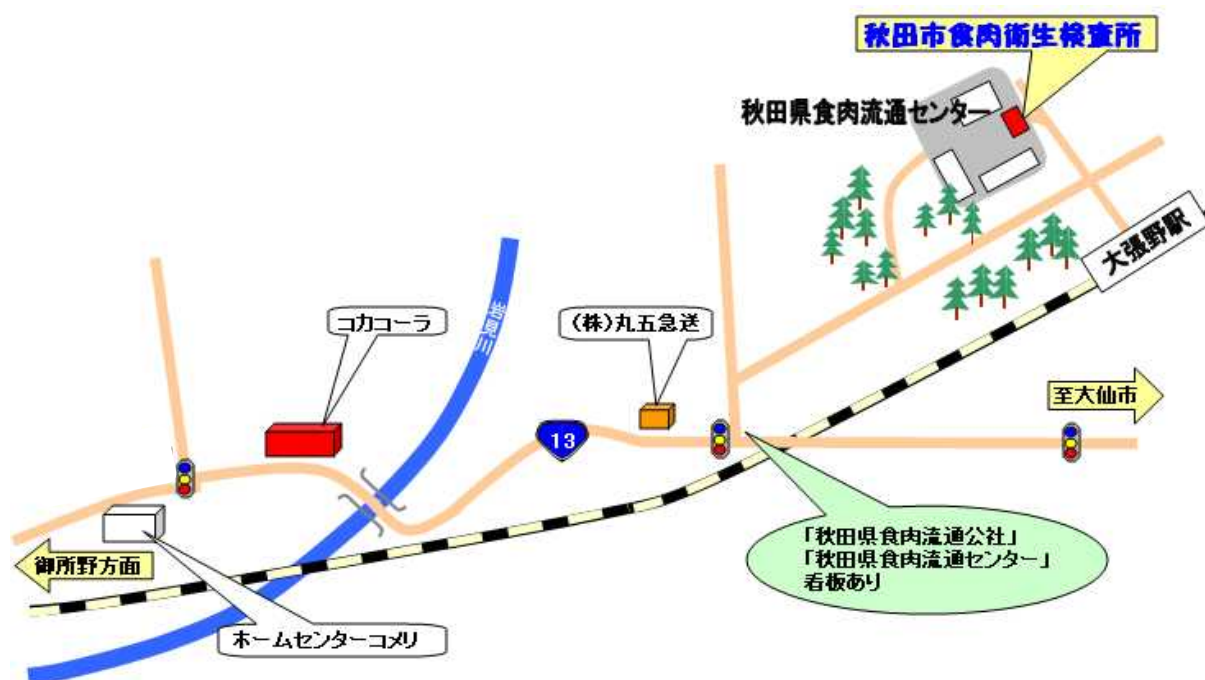 秋田市食肉衛生検査所
秋田県食肉流通センター
大張野駅
岩見川
コカコーラ
(株)丸五急送
至大仙市
13
「秋田県食肉流通公社」
「秋田県食肉流通センター」
看板あり
御所野方面
ホームセンターコメリ